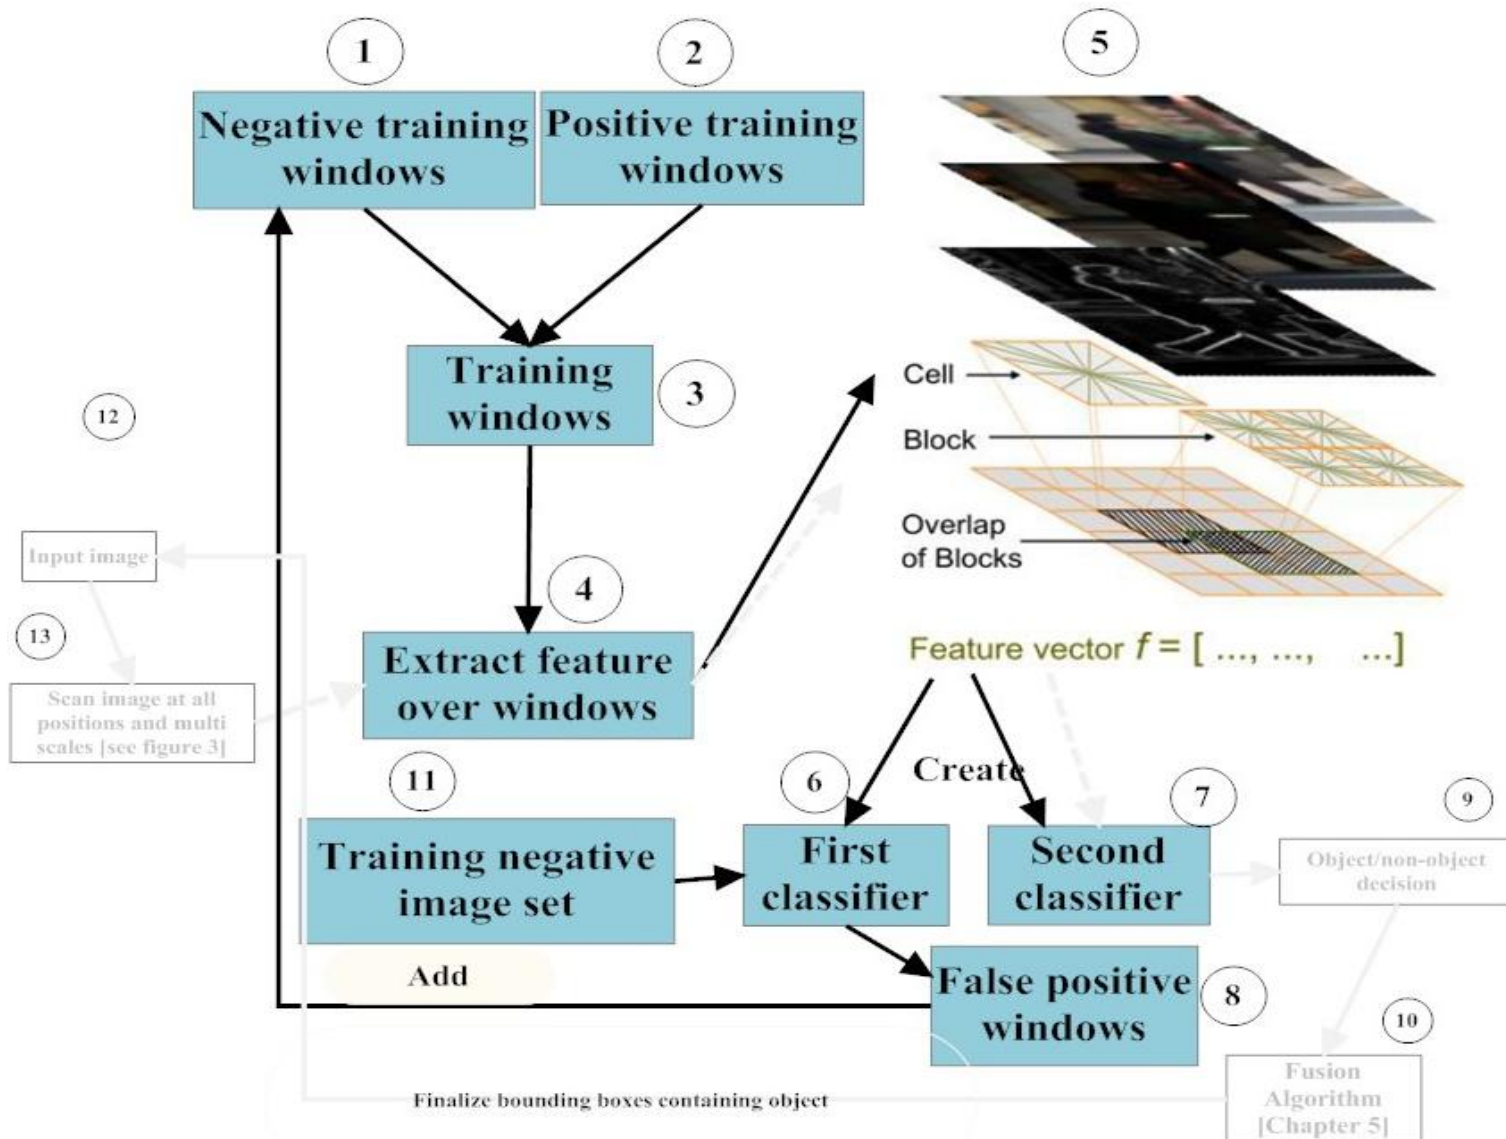 1
2
5
Negative training
windows
Positive training
windows
Training
windows
3
Cell
Block
Overlap
of Blocks
12
Input image
13
Scan image at all
positions and multi
scales [see figure 3]
4
Extract feature
over windows
Feature vector f = [ ..., ..., ...]
Create
11
Training negative
image set
6
First
classifier
7
Second
classifier
9
Object/non-object
decision
Add
False positive
windows
8
10
Fusion
Algorithm
[Chapter 5]
Finalize bounding boxes containing object